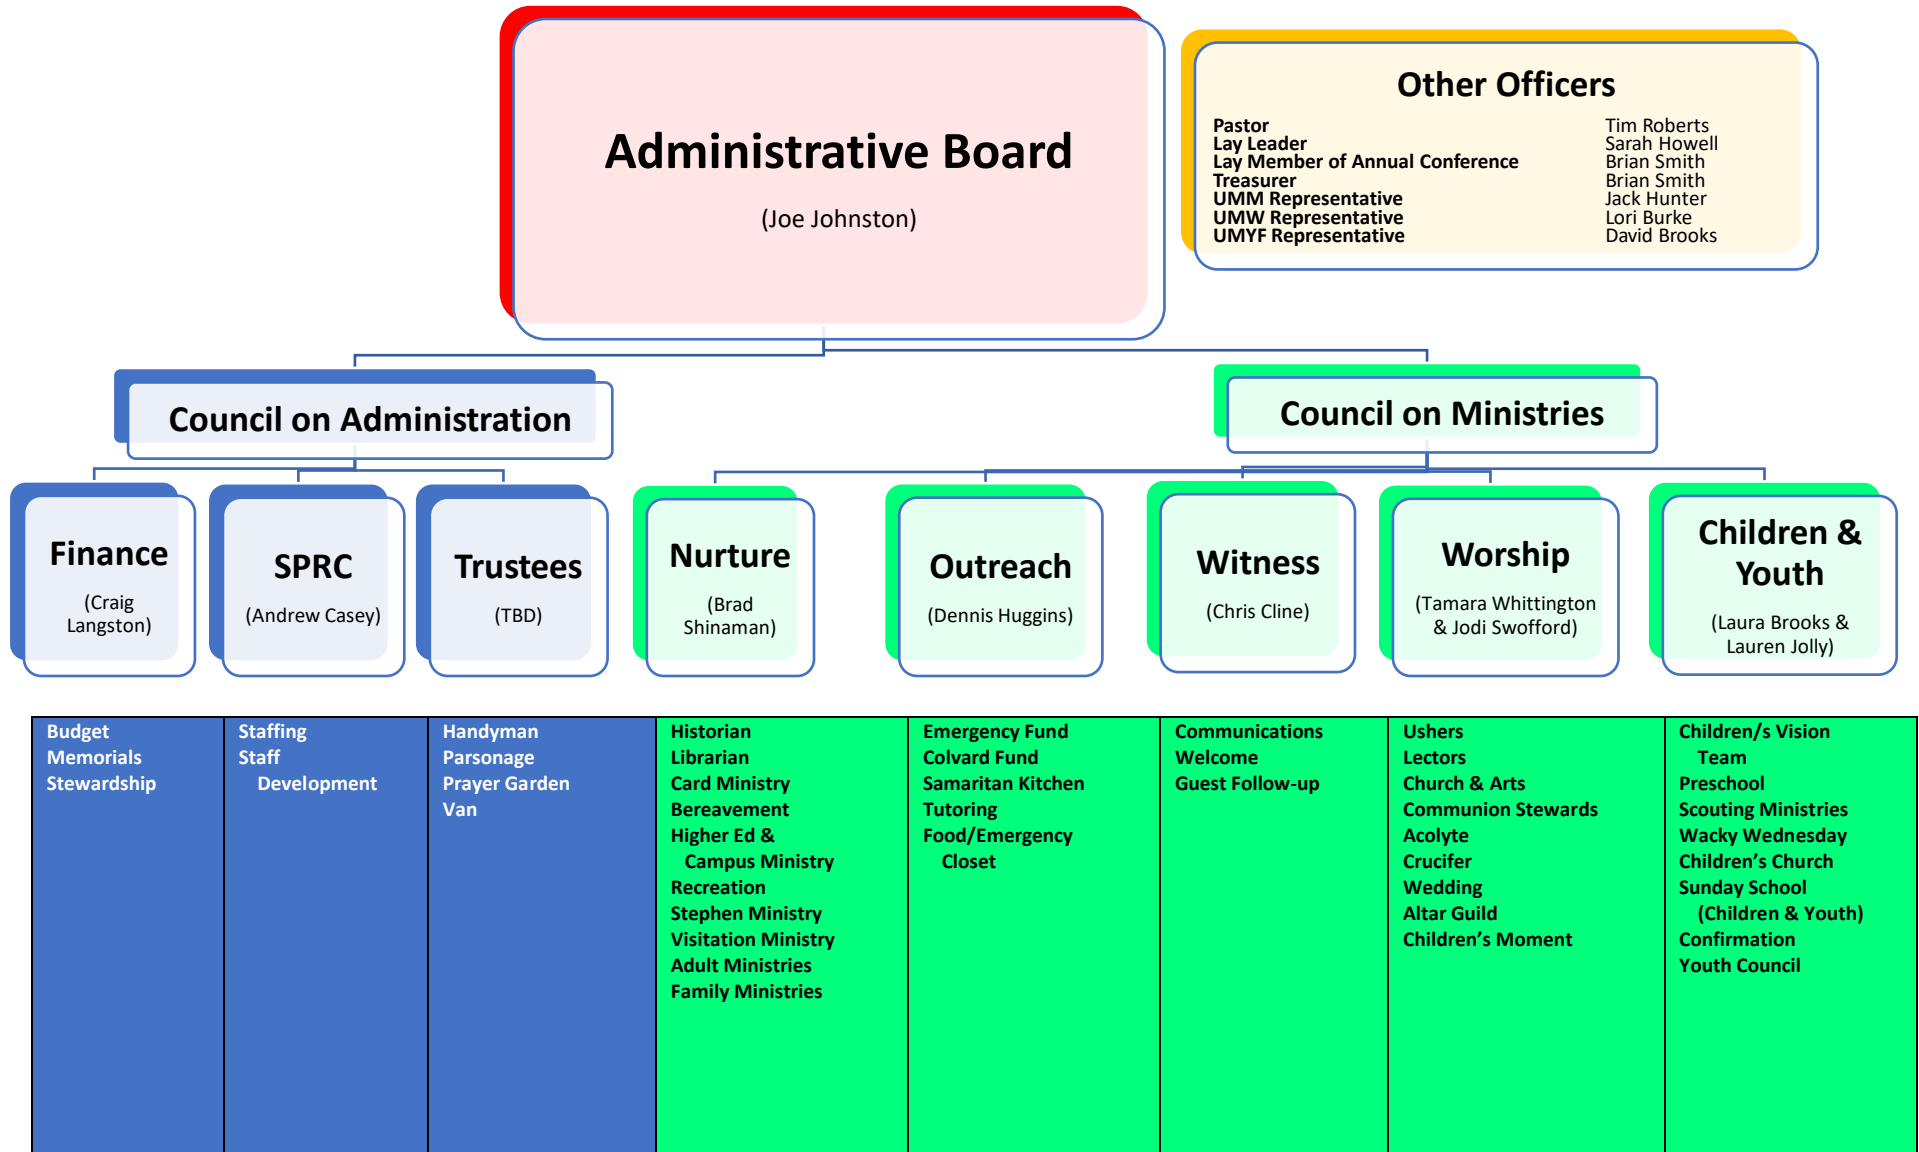 Administrative Board
(Joe Johnston)
Other Officers
Pastor Tim Roberts
Lay Leader Sarah Howell
Lay Member of Annual Conference Brian Smith
Treasurer Brian Smith
UMM Representative Jack Hunter
UMW Representative Lori Burke
UMYF Representative David Brooks
Council on Administration
Council on Ministries
Finance
(Craig
Langston)
SPRC
(Andrew Casey)
Trustees
(TBD)
Nurture
(Brad
Shinaman)
Outreach
(Dennis Huggins)
Witness
(Chris Cline)
Worship
(Tamara Whittington
& Jodi Swofford)
Children &
Youth
(Laura Brooks &
Lauren Jolly)
Budget
Memorials
Stewardship
Staffing
Staff
Development
Handyman
Parsonage
Prayer Garden
Van
Historian
Librarian
Card Ministry
Bereavement
Higher Ed &
Campus Ministry
Recreation
Stephen Ministry
Visitation Ministry
Adult Ministries
Family Ministries
Emergency Fund
Colvard Fund
Samaritan Kitchen
Tutoring
Food/Emergency
Closet
Communications
Welcome
Guest Follow-up
Ushers
Lectors
Church & Arts
Communion Stewards
Acolyte
Crucifer
Wedding
Altar Guild
Children's Moment
Children/s Vision
Team
Preschool
Scouting Ministries
Wacky Wednesday
Children's Church
Sunday School
(Children & Youth)
Confirmation
Youth Council